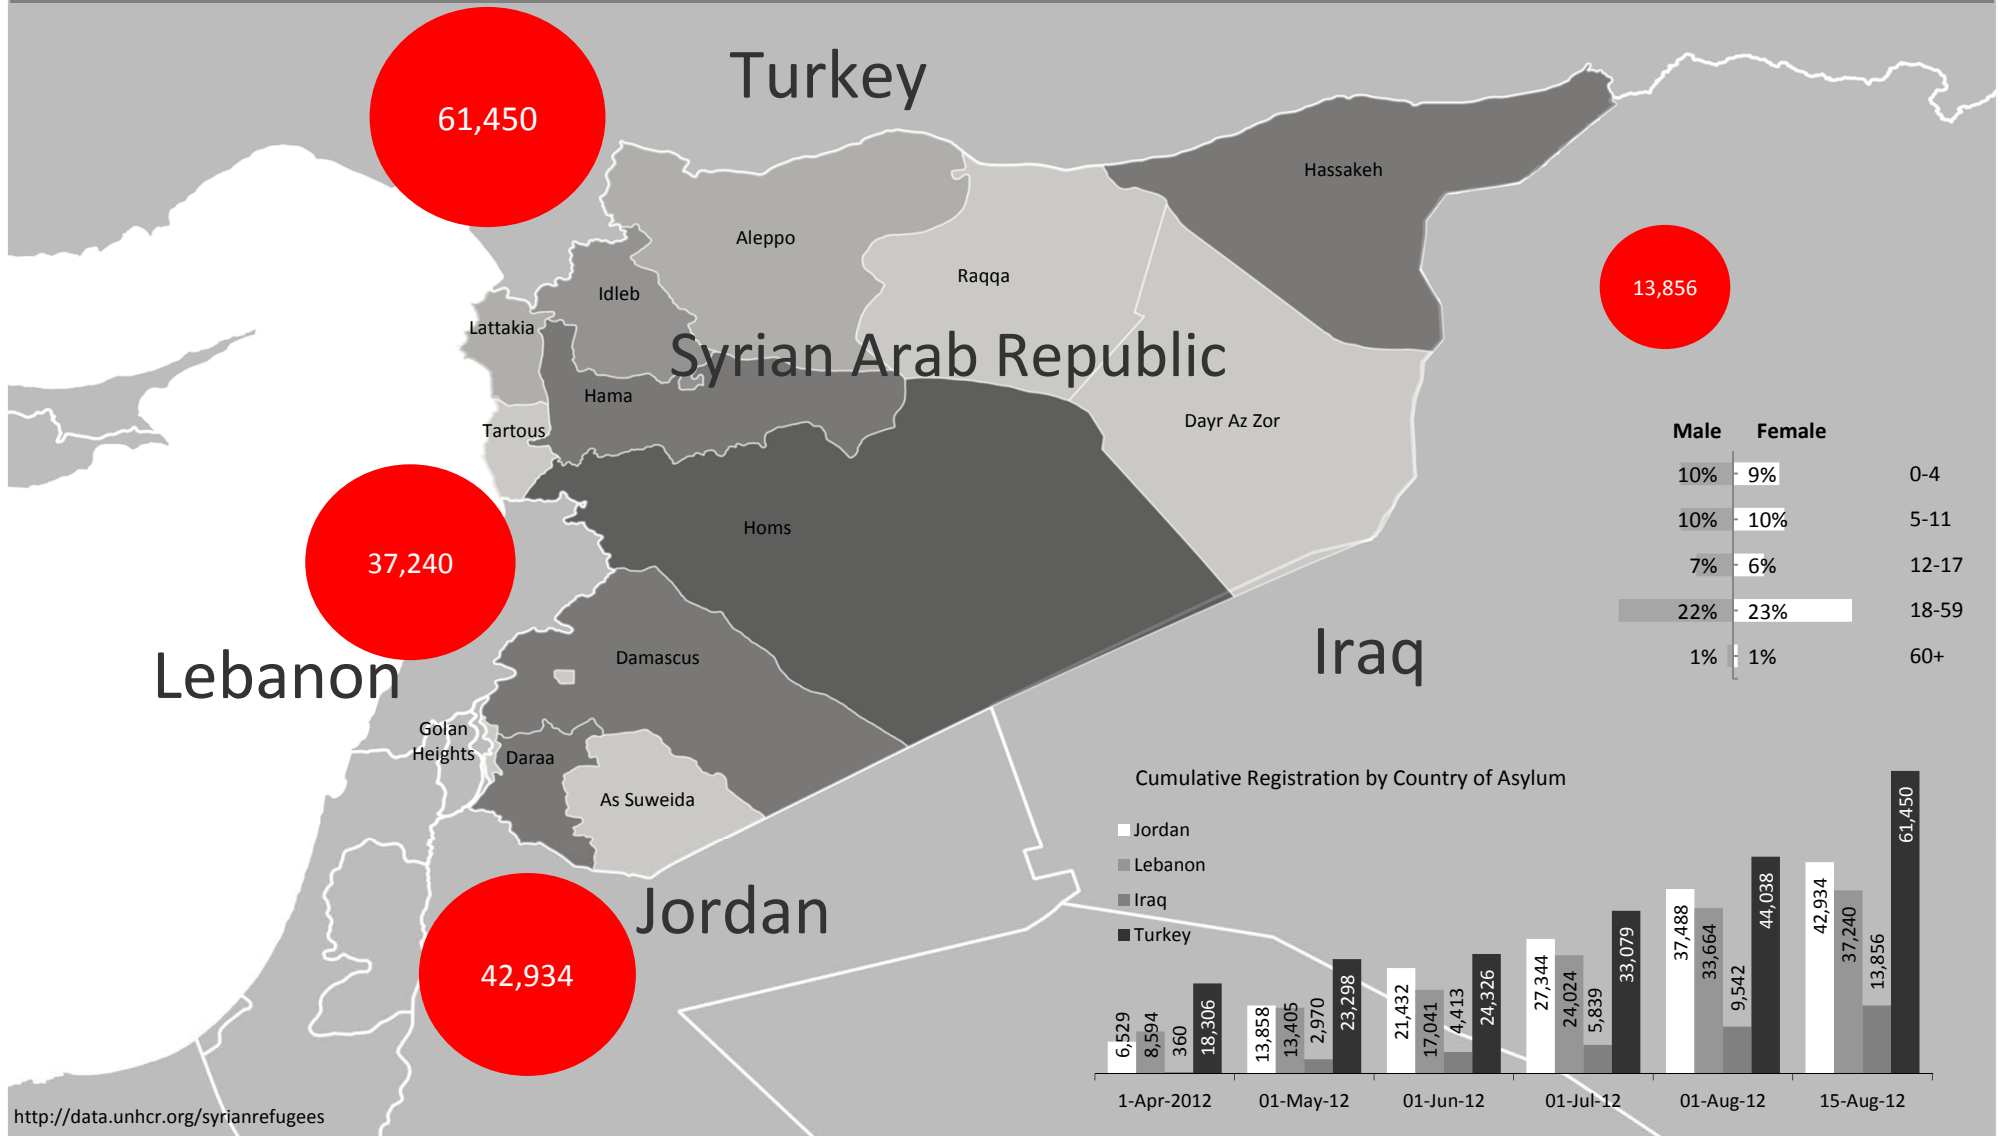 61,450
Turkey
Hassakeh
Aleppo
Raqqa
13,856
Idleb
Lattakia
Syrian Arab Republic
Hama
Dayr Az Zor
Tartous
Male Female
10% 9% 0-4
10% 10% 5-11
7% 6% 12-17
22% 23% 18-59
1% 1% 60+
Homs
37,240
Lebanon
Damascus
Iraq
Golan
Heights
Daraa
As Suweida
Jordan
42,934
Cumulative Registration by Country of Asylum
Jordan
Lebanon
Iraq
Turkey
6,529
8,594
360
18,306
13,858
13,405
2,970
23,298
21,432
17,041
4,413
24,326
27,344
24,024
5,839
33,079
37,488
33,664
9,542
44,038
42,934
37,240
13,856
61,450
1-Apr-2012 01-May-12 01-Jun-12 01-Jul-12 01-Aug-12 15-Aug-12
http://data.unhcr.org/syrianrefugees